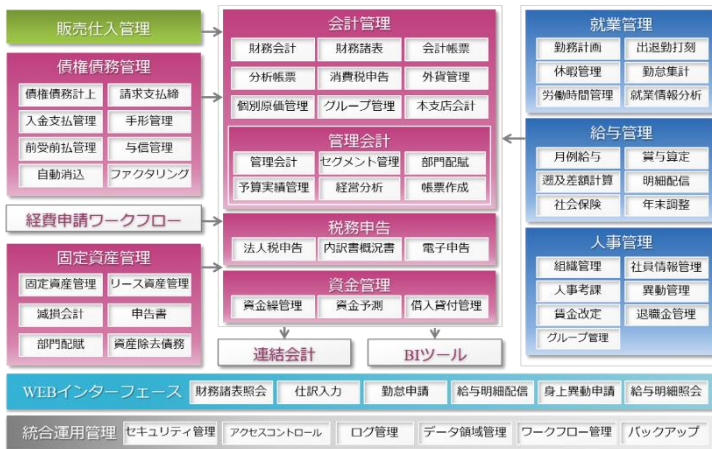 販売仕入管理
債権債務管理
債権債務計上 請求支払締
入金支払管理 手形管理
前受前払管理 与信管理
自動消込 ファクタリング
経費申請ワークフロー
固定資産管理
固定資産管理 リース資産管理
減損会計 申告書
部門配賦 資産除去債務
会計管理
財務会計 財務諸表 会計帳票
分析帳票 消費税申告 外貨管理
個別原価管理 グループ管理 本支店会計
管理会計
管理会計 セグメント管理 部門配賦
予算実績管理 経営分析 帳票作成
税務申告
法人税申告 内訳書概況書 電子申告
資金管理
資金繰管理 資金予測 借入貸付管理
連結会計 BIツール
就業管理
勤務計画 出退勤打刻
休暇管理 勤怠集計
労働時間管理 就業情報分析
給与管理
月例給与 賞与算定
遡及差額計算 明細配信
社会保険 年末調整
人事管理
組織管理 社員情報管理
人事考課 異動管理
賃金改定 退職金管理
グループ管理
WEBインターフェース 財務諸表照会 仕訳入力 勤怠申請 給与明細配信 身上異動申請 給与明細照会
統合運用管理 セキュリティ管理 アクセスコントロール ログ管理 データ領域管理 ワークフロー管理 バックアップ